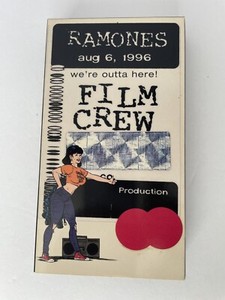 RAMONES
aug 6, 1996
we're outta here!
FILM
CREW
Production